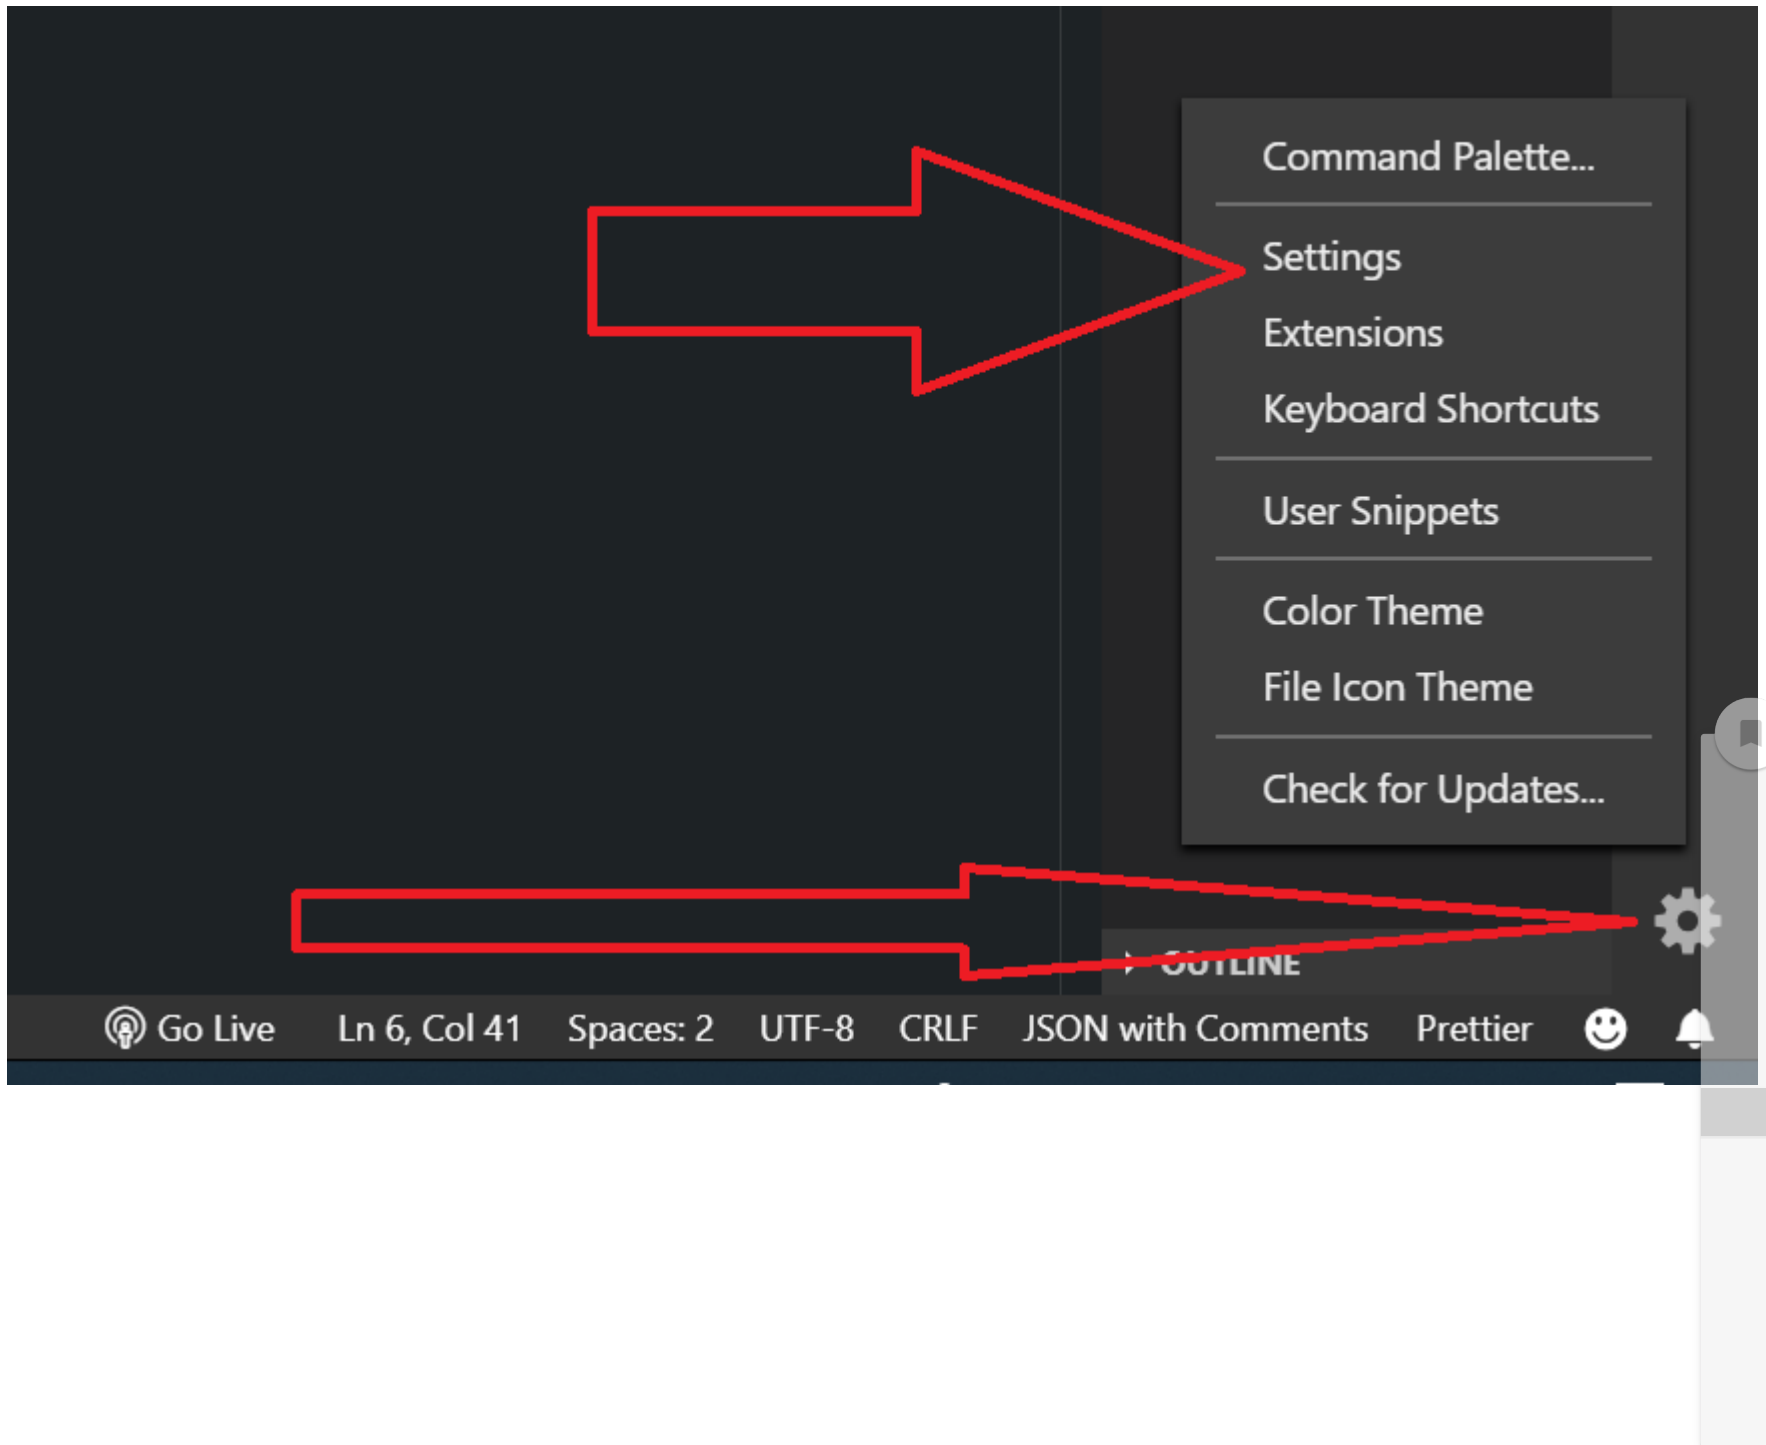 Command Palette...
Settings
Extensions
Keyboard Shortcuts
User Snippets
Color Theme
File Icon Theme
Check for Updates...
OUTLINE
Go Live Ln 6, Col 41 Spaces: 2 UTF-8 CRLF JSON with Comments Prettier